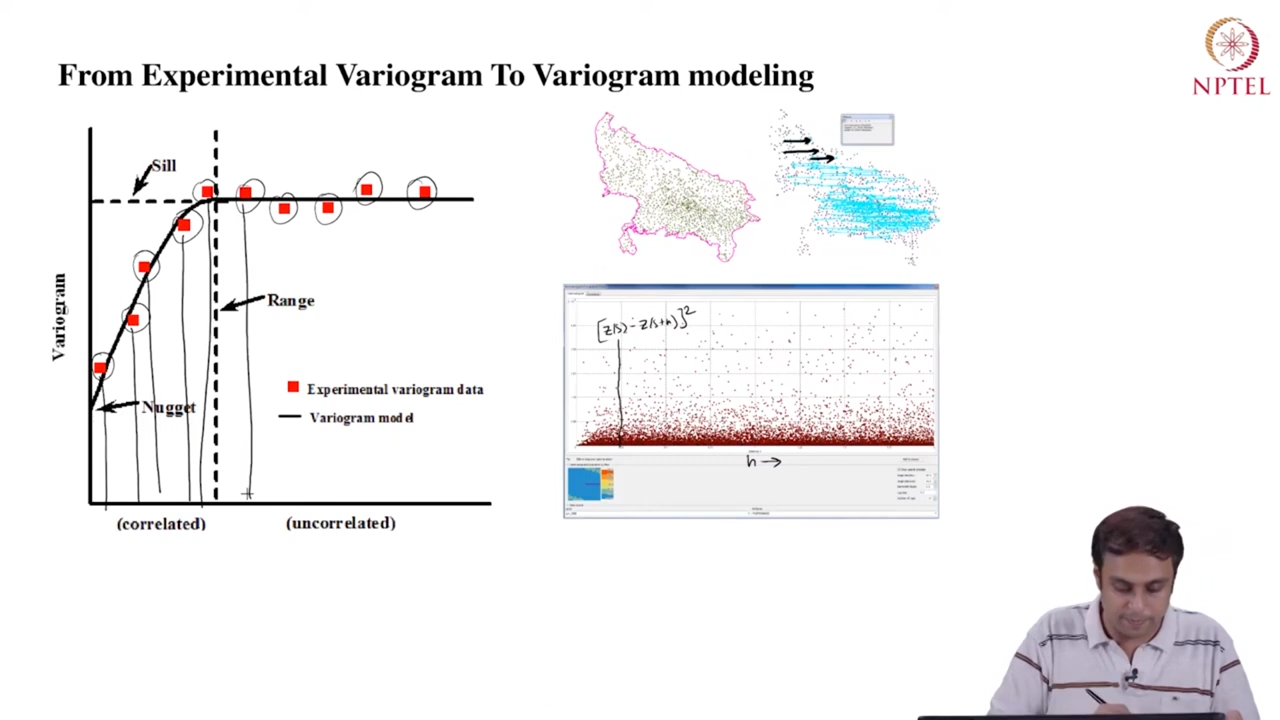 From Experimental Variogram To Variogram modeling
NPTEL
Sill
Variogram
Range
Nugget
Experimental variogram data
Variogram model
(correlated)
(uncorrelated)
[z(s) - z(s+h)]²
h →